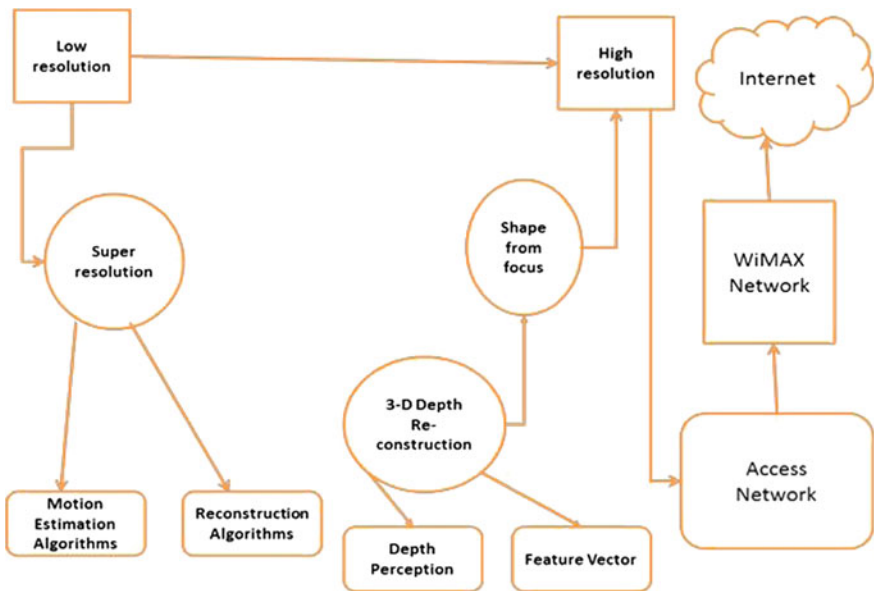 Low
resolution
High
resolution
Internet
Super
resolution
Shape
from
focus
WiMAX
Network
3-D Depth
Re-
construction
Access
Network
Motion
Estimation
Algorithms
Reconstruction
Algorithms
Depth
Perception
Feature Vector